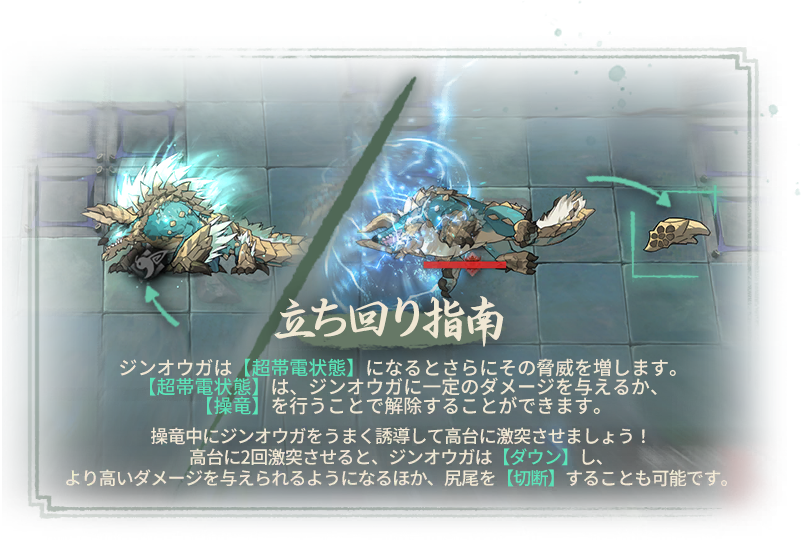 立ち回り指南
ジンオウガは【超帯電状態】になるとさらにその脅威を増します。
【超帯電状態】は、ジンオウガに一定のダメージを与えるか、
【操竜】を行うことで解除することができます。
操竜中にジンオウガをうまく誘導して高台に激突させましょう！
高台に2回激突させると、ジンオウガは【ダウン】し、
より高いダメージを与えられるようになるほか、尻尾を【切断】することも可能です。